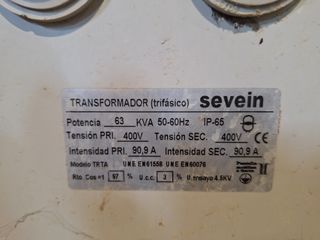 TRANSFORMADOR (trifásico) sevein
Potencia 63 KVA 50-60Hz IP-65
Tensión PRI. 400V Tensión SEC. 400V CE
Intensidad PRI. 90,9 A Intensidad SEC. 90,9 A
Modelo TRTA UNE EN61558 UNE EN60076
Rto Cos=1 97 % U.c.c. 3 % U.ensayo 4,5KV